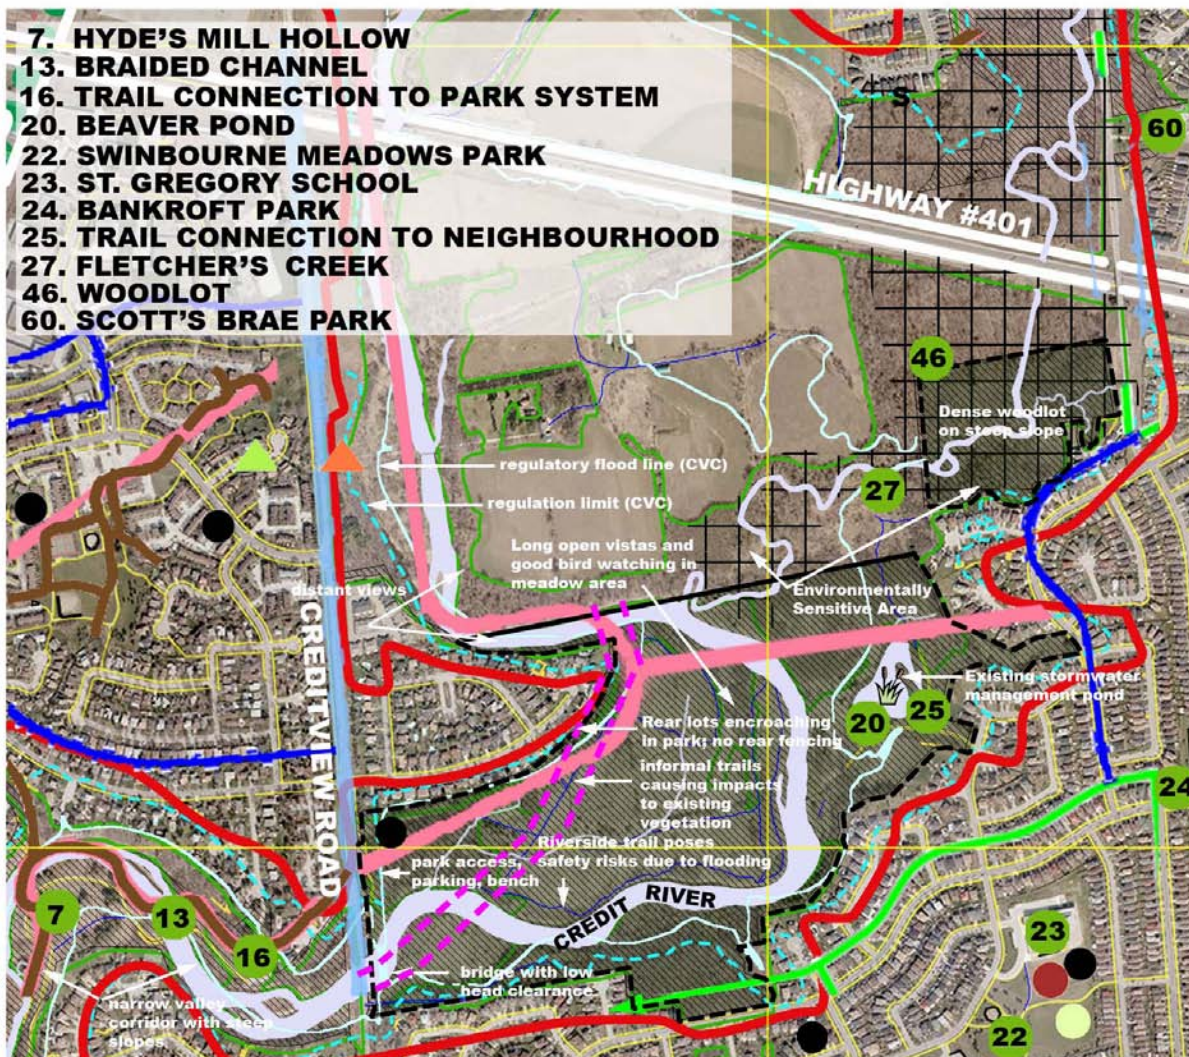 7. HYDE'S MILL HOLLOW
13. BRAIDED CHANNEL
16. TRAIL CONNECTION TO PARK SYSTEM
20. BEAVER POND
22. SWINBOURNE MEADOWS PARK
23. ST. GREGORY SCHOOL
24. BANKROFT PARK
25. TRAIL CONNECTION TO NEIGHBOURHOOD
27. FLETCHER'S CREEK
46. WOODLOT
60. SCOTT'S BRAE PARK
S
60
HIGHWAY #401
46
Dense woodlot
on steep slope
regulatory flood line (CVC)
27
regulation limit (CVC)
Long open vistas and
good bird watching in
meadow area
distant views
Environmentally
Sensitive Area
CREDITVIEW ROAD
Existing stormwater
management pond
20
25
Rear lots encroaching
in park; no rear fencing
informal trails
causing impacts
to existing
vegetation
24
Riverside trail poses
safety risks due to flooding
park access,
parking, bench
CREDIT RIVER
7
13
16
23
bridge with low
head clearance
narrow valley
corridor with steep
slopes
22